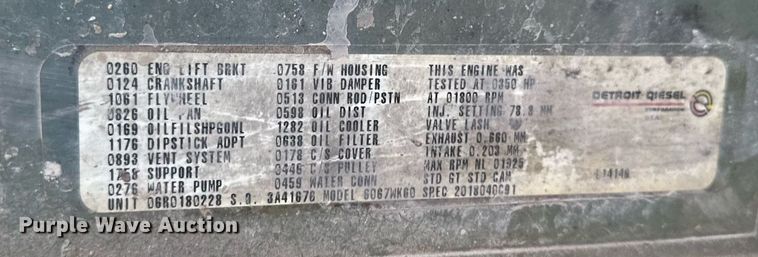 0260 ENG LIFT BRKT 0758 F/W HOUSING THIS ENGINE WAS
0124 CRANKSHAFT 0161 VIB DAMPER TESTED AT 0350 HP
1061 FLYWHEEL 0513 CONN ROD/PSTN AT 01800 RPM
0826 OIL PAN 0598 OIL DIST INJ. SETTING 78.8 MM
0169 OILFILSHPGONL 1282 OIL COOLER VALVE LASH
1176 DIPSTICK ADPT 0638 OIL FILTER EXHAUST 0.660 MM
0893 VENT SYSTEM 0178 C/S COVER INTAKE 0.203 MM
SUPPORT 0446 C/S PULLEY MAX RPM NL 01925
0276 WATER PUMP 0459 WATER CONN STD GT STD CAM
UNIT 06R0180228 S.O. 3A41676 MODEL 6067WK60 SPEC
DETROIT DIESEL
CORPORATION
Purple Wave Auction